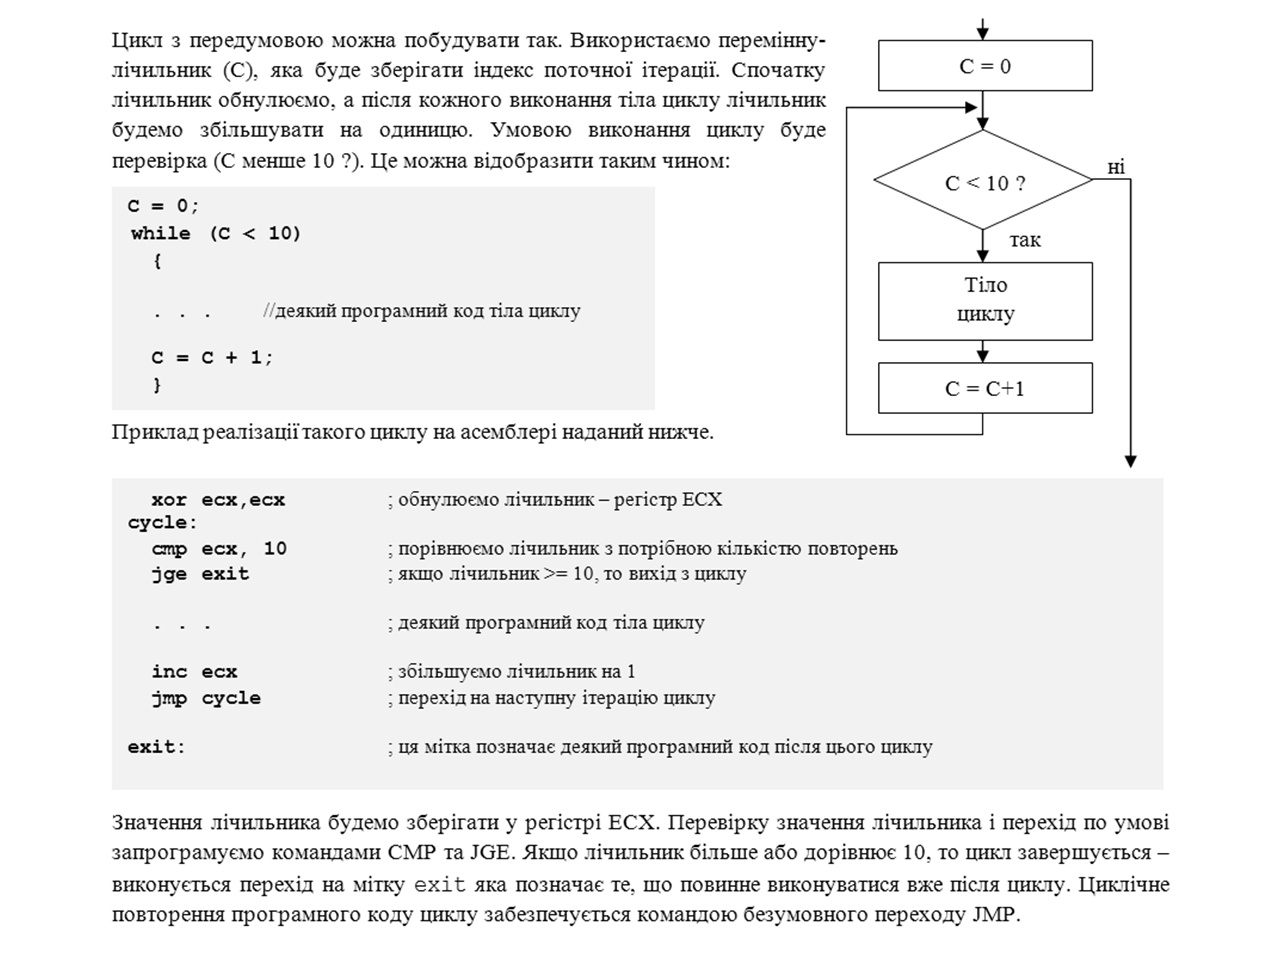 Цикл з передумовою можна побудувати так. Використаємо перемінну-
лічильник (С), яка буде зберігати індекс поточної ітерації. Спочатку
лічильник обнулюємо, а після кожного виконання тіла циклу лічильник
будемо збільшувати на одиницю. Умовою виконання циклу буде
перевірка (С менше 10 ?). Це можна відобразити таким чином:
C = 0;
while (C < 10)
{
. . . //деякий програмний код тіла циклу
C = C + 1;
}
Приклад реалізації такого циклу на асемблері наданий нижче.
C = 0
C < 10 ?
ні
так
Тіло
циклу
C = C+1
xor ecx,ecx ; обнулюємо лічильник – регістр ECX
cycle:
cmp ecx, 10 ; порівнюємо лічильник з потрібною кількістю повторень
jge exit ; якщо лічильник >= 10, то вихід з циклу
. . . ; деякий програмний код тіла циклу
inc ecx ; збільшуємо лічильник на 1
jmp cycle ; перехід на наступну ітерацію циклу
exit: ; ця мітка позначає деякий програмний код після цього циклу
Значення лічильника будемо зберігати у регістрі ECX. Перевірку значення лічильника і перехід по умові
запрограмуємо командами CMP та JGE. Якщо лічильник більше або дорівнює 10, то цикл завершується –
виконується перехід на мітку exit яка позначає те, що повинне виконуватися вже після циклу. Циклічне
повторення програмного коду циклу забезпечується командою безумовного переходу JMP.